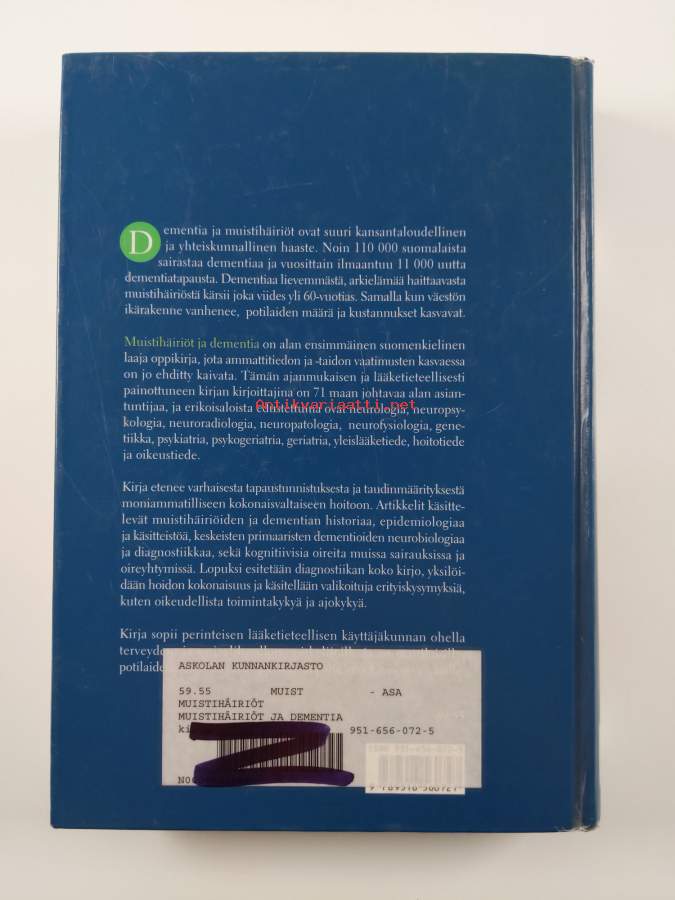 Dementia ja muistihäiriöt ovat suuri kansantaloudellinen
ja yhteiskunnallinen haaste. Noin 110 000 suomalaista
sairastaa dementiaa ja vuosittain ilmaantuu 11 000 uutta
dementiatapausta. Dementiaa lievemmästä, arkielämää haittaavasta
muistihäiriöstä kärsii joka viides yli 60-vuotias. Samalla kun väestön
ikärakenne vanhenee, potilaiden määrä ja kustannukset kasvavat.
Muistihäiriöt ja dementia on alan ensimmäinen suomenkielinen
laaja oppikirja, jota ammattitiedon ja -taidon vaatimusten kasvaessa
on jo ehditty kaivata. Tämän ajanmukaisen ja lääketieteellisesti
painottuneen kirjan kirjoittajina on 71 maan johtavaa alan asian-
Antikvariaatti.net
tuntijaa, ja erikoisaloista edustettuina ovat neurologia, neuropsy-
kologia, neuroradiologia, neuropatologia, neurofysiologia, gene-
tiikka, psykiatria, psykogeriatria, geriatria, yleislääketiede, hoitotiede
ja oikeustiede.
Kirja etenee varhaisesta tapaustunnistuksesta ja taudinmäärityksestä
moniammatilliseen kokonaisvaltaiseen hoitoon. Artikkelit käsitte-
levät muistihäiriöiden ja dementian historiaa, epidemiologiaa
ja käsitteistöä, keskeisten primaaristen dementioiden neurobiologiaa
ja diagnostiikkaa, sekä kognitiivisia oireita muissa sairauksissa ja
oireyhtymissä. Lopuksi esitetään diagnostiikan koko kirjo, yksilöi-
dään hoidon kokonaisuus ja käsitellään valikoituja erityiskysymyksiä,
kuten oikeudellista toimintakykyä ja ajokykyä.
Kirja sopii perinteisen lääketieteellisen käyttäjäkunnan ohella
ASKOLAN KUNNANKIRJASTO
59.55 MUIST - ASA
MUISTIHÄIRIÖT
MUISTIHÄIRIÖT JA DEMENTIA
951-656-072-5